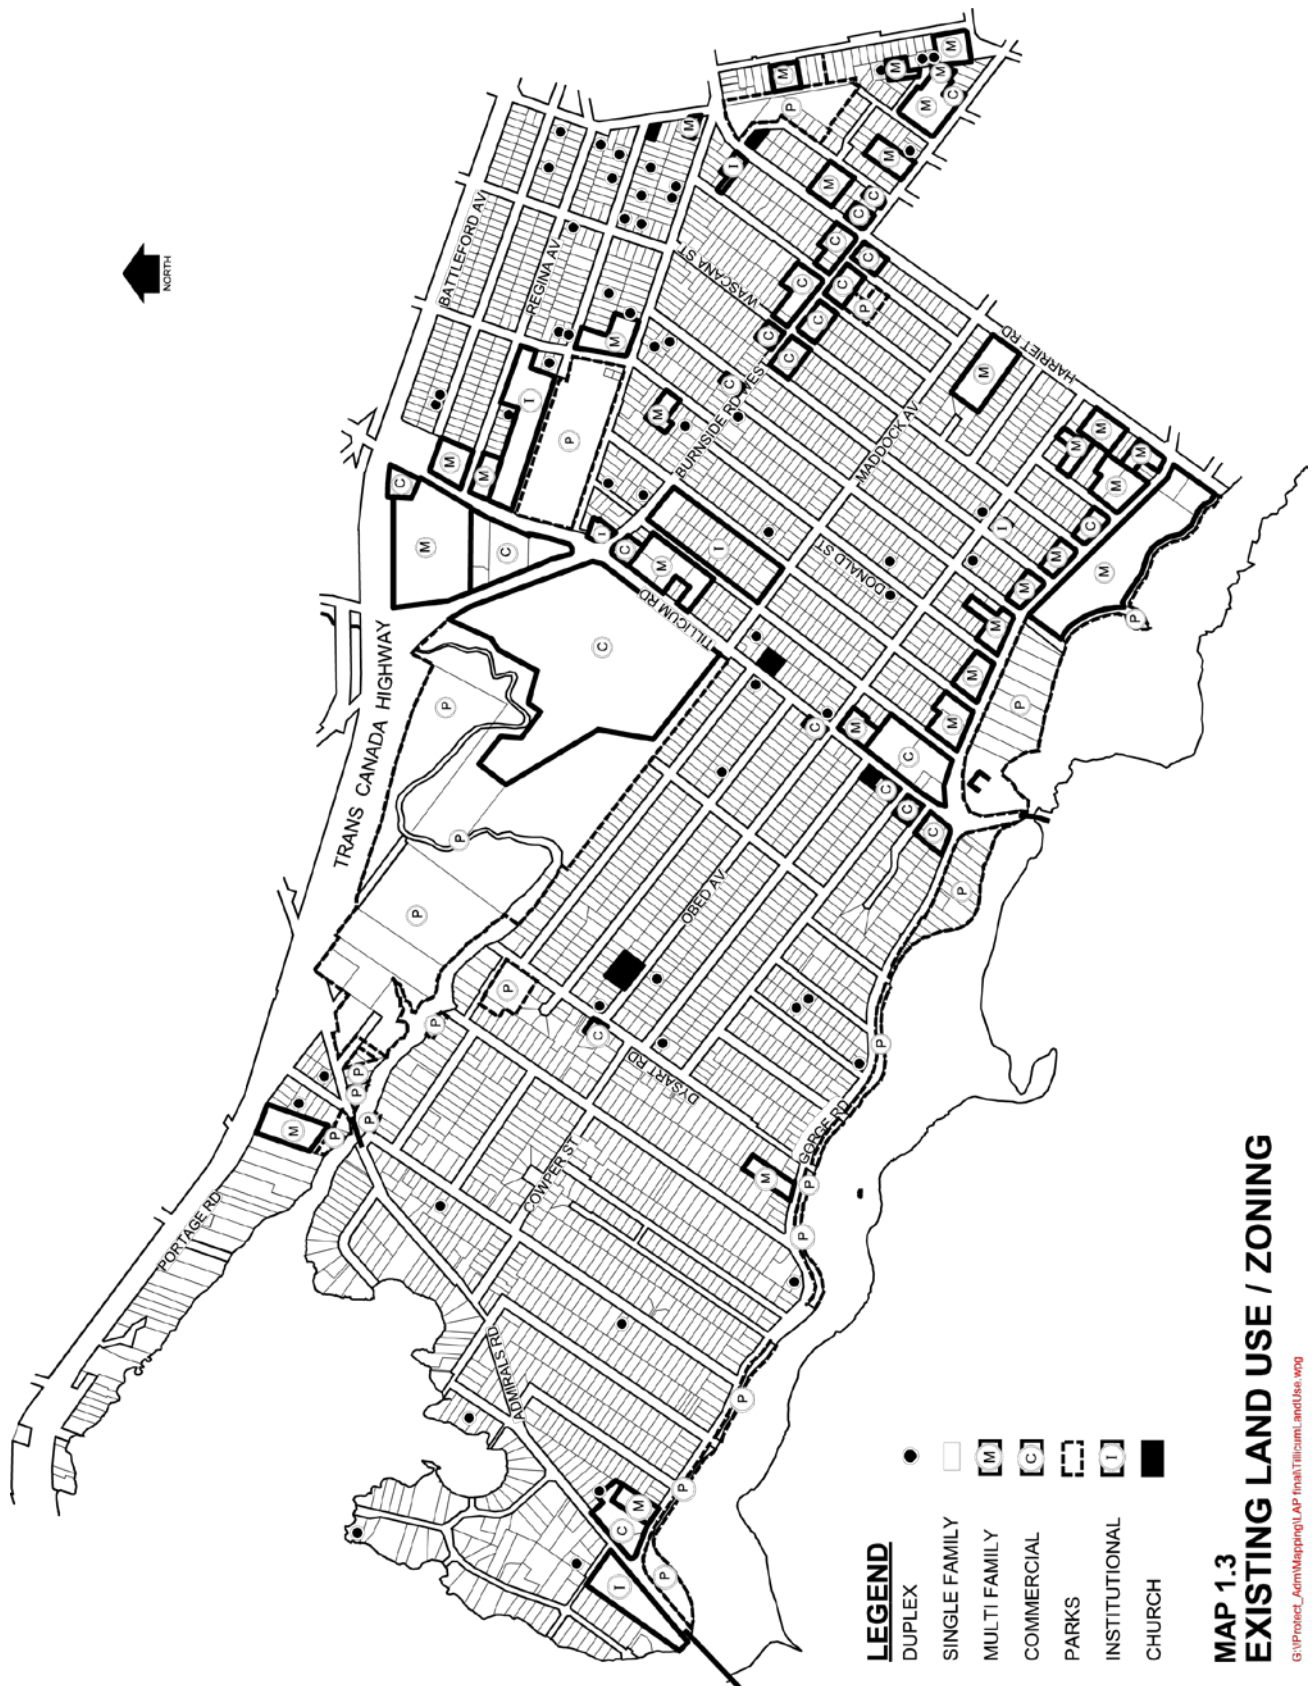 NORTH
BATTLEFORD AV
REGINA AV
WASCANA ST
BURNSIDE RD WEST
MADDOCK AV
HARRIET RD
DONALD ST
TILLICUM RD
TRANS CANADA HIGHWAY
OBED AV
DYSART RD
GORGE RD
COWPER ST
PORTAGE RD
ADMIRALS RD
LEGEND
DUPLEX
SINGLE FAMILY
MULTI FAMILY M
COMMERCIAL C
PARKS
INSTITUTIONAL I
CHURCH
MAP 1.3
EXISTING LAND USE / ZONING